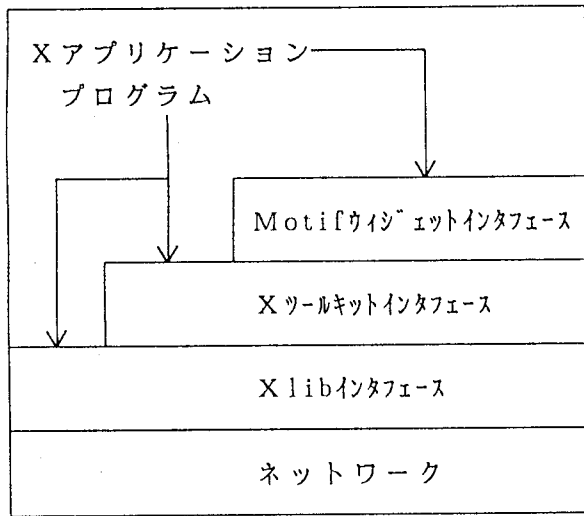 Xアプリケーション
プログラム
Motifウィジェットインタフェース
Xツールキットインタフェース
Xlibインタフェース
ネットワーク